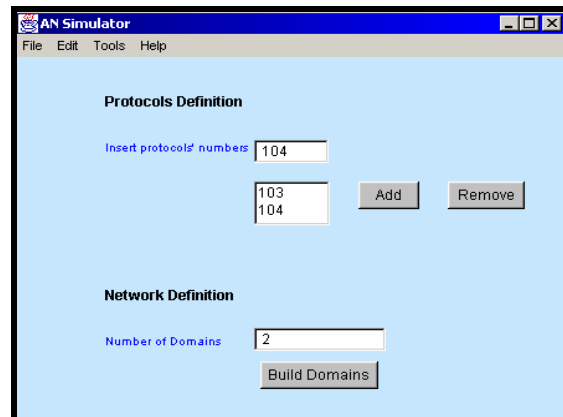 AN Simulator
File Edit Tools Help
Protocols Definition
Insert protocols' numbers 104
103
104
Add Remove
Network Definition
Number of Domains 2
Build Domains